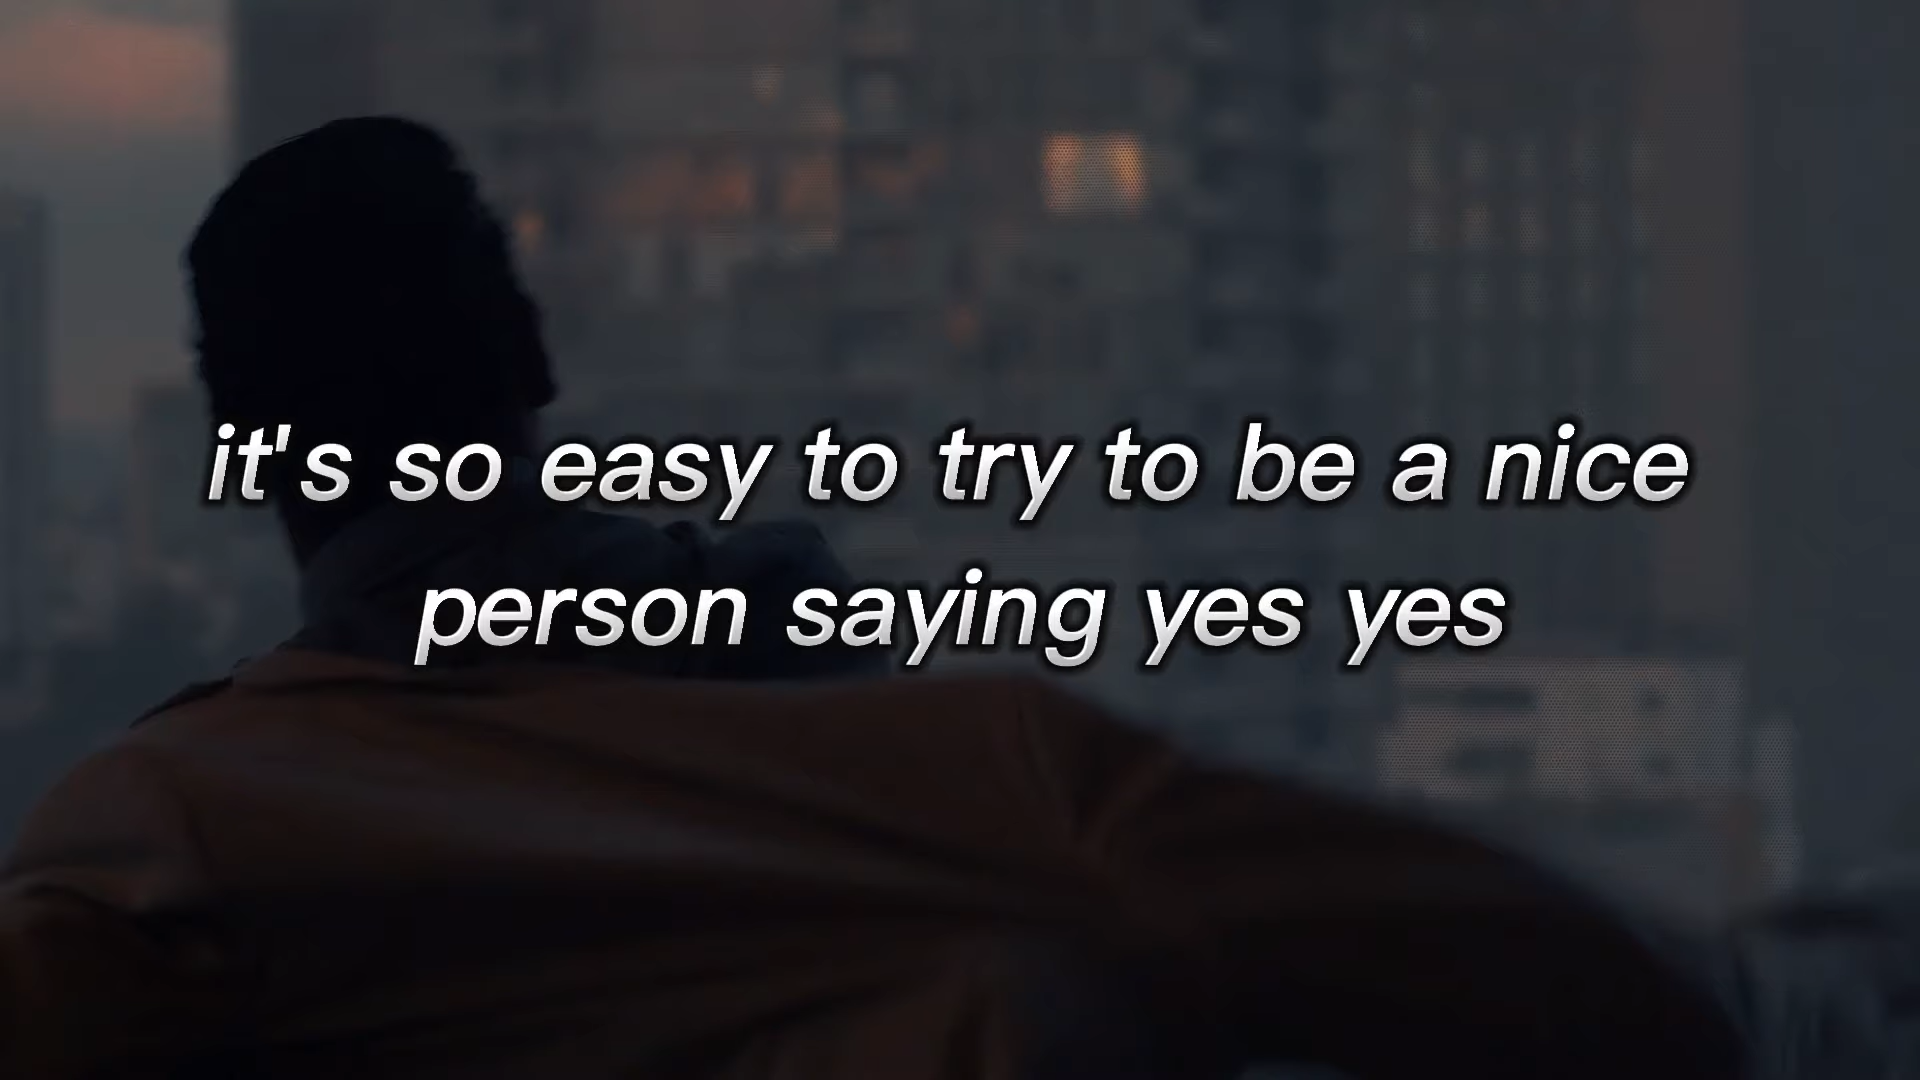 it's so easy to try to be a nice
person saying yes yes